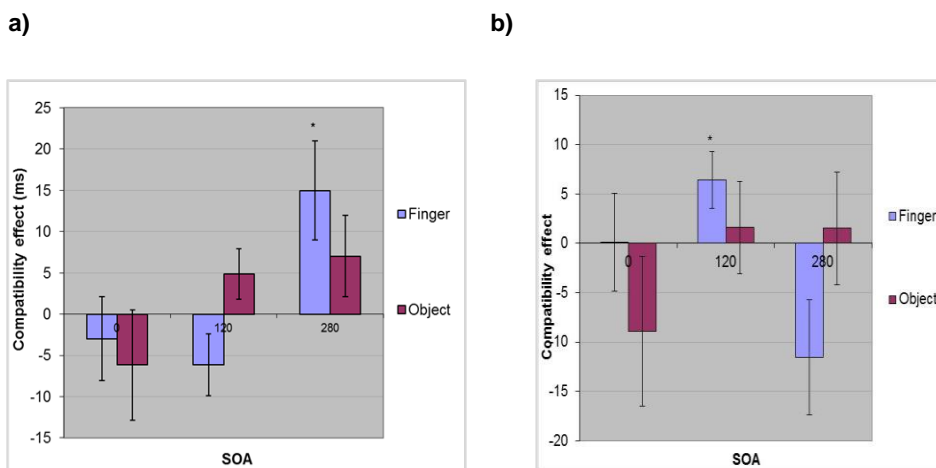 a)
b)
Compatibility effect (ms)
25
20
15
10
5
0
-5
-10
-15
*
0
120
280
SOA
Finger
Object
Compatibility effect
15
10
5
0
-5
-10
-15
-20
*
0
120
280
SOA
Finger
Object